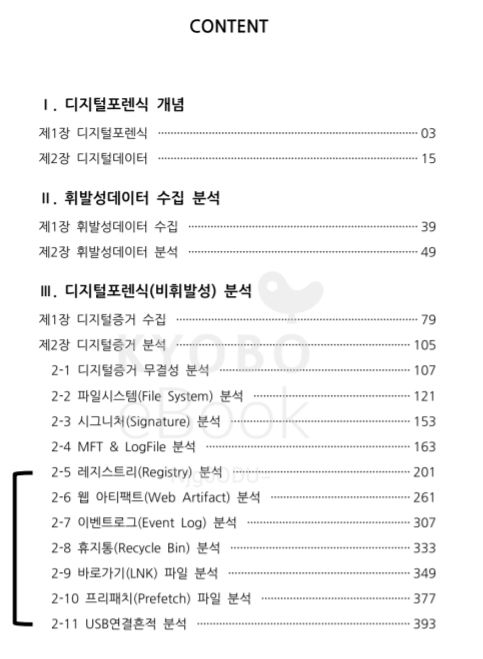 CONTENT
Ⅰ. 디지털포렌식 개념
제1장 디지털포렌식 ·········· 03
제2장 디지털데이터 ·········· 15
Ⅱ. 휘발성데이터 수집 분석
제1장 휘발성데이터 수집 ·········· 39
제2장 휘발성데이터 분석 ·········· 49
Ⅲ. 디지털포렌식(비휘발성) 분석
제1장 디지털증거 수집 ·········· 79
제2장 디지털증거 분석 ·········· 105
2-1 디지털증거 무결성 분석 ·········· 107
2-2 파일시스템(File System) 분석 ·········· 121
2-3 시그니처(Signature) 분석 ·········· 153
2-4 MFT & LogFile 분석 ·········· 163
2-5 레지스트리(Registry) 분석 ·········· 201
2-6 웹 아티팩트(Web Artifact) 분석 ·········· 261
2-7 이벤트로그(Event Log) 분석 ·········· 307
2-8 휴지통(Recycle Bin) 분석 ·········· 333
2-9 바로가기(LNK) 파일 분석 ·········· 349
2-10 프리패치(Prefetch) 파일 분석 ·········· 377
2-11 USB연결흔적 분석 ·········· 393
KYOBO
eBook